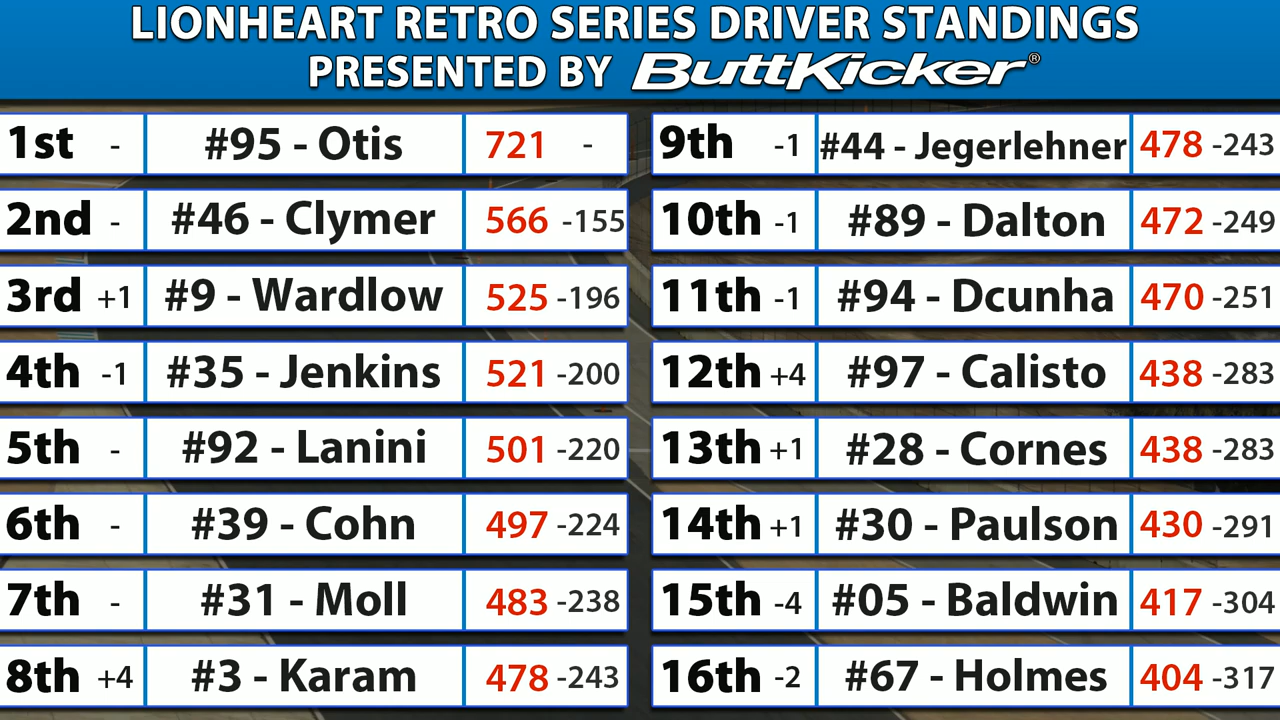 LIONHEART RETRO SERIES DRIVER STANDINGS
PRESENTED BY ButtKicker®
1st - #95 - Otis 721 -
2nd - #46 - Clymer 566 -155
3rd +1 #9 - Wardlow 525 -196
4th -1 #35 - Jenkins 521 -200
5th - #92 - Lanini 501 -220
6th - #39 - Cohn 497 -224
7th - #31 - Moll 483 -238
8th +4 #3 - Karam 478 -243
9th -1 #44 - Jegerlehner 478 -243
10th -1 #89 - Dalton 472 -249
11th -1 #94 - Dcunha 470 -251
12th +4 #97 - Calisto 438 -283
13th +1 #28 - Cornes 438 -283
14th +1 #30 - Paulson 430 -291
15th -4 #05 - Baldwin 417 -304
16th -2 #67 - Holmes 404 -317